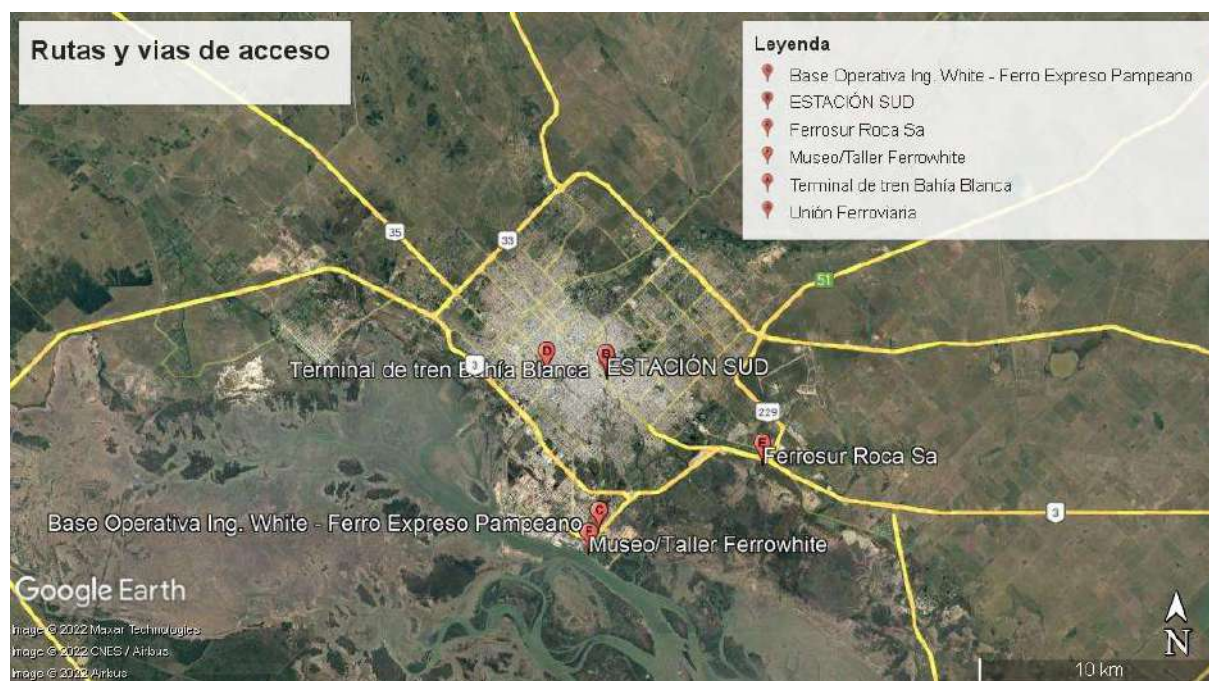 Rutas y vias de acceso
Leyenda
Base Operativa Ing. White - Ferro Expreso Pampeano
ESTACIÓN SUD
Ferrosur Roca Sa
Museo/Taller Ferrowhite
Terminal de tren Bahía Blanca
Unión Ferroviaria
35
33
51
D
B
Terminal de tren Bahía Blanca
3
ESTACIÓN SUD
229
E
Ferrosur Roca Sa
C
3
Base Operativa Ing. White - Ferro Expreso Pampeano
Museo/Taller Ferrowhite
Google Earth
Image © 2022 Maxar Technologies
Image © 2022 CNES / Airbus
Image © 2022 Airbus
N
10 km